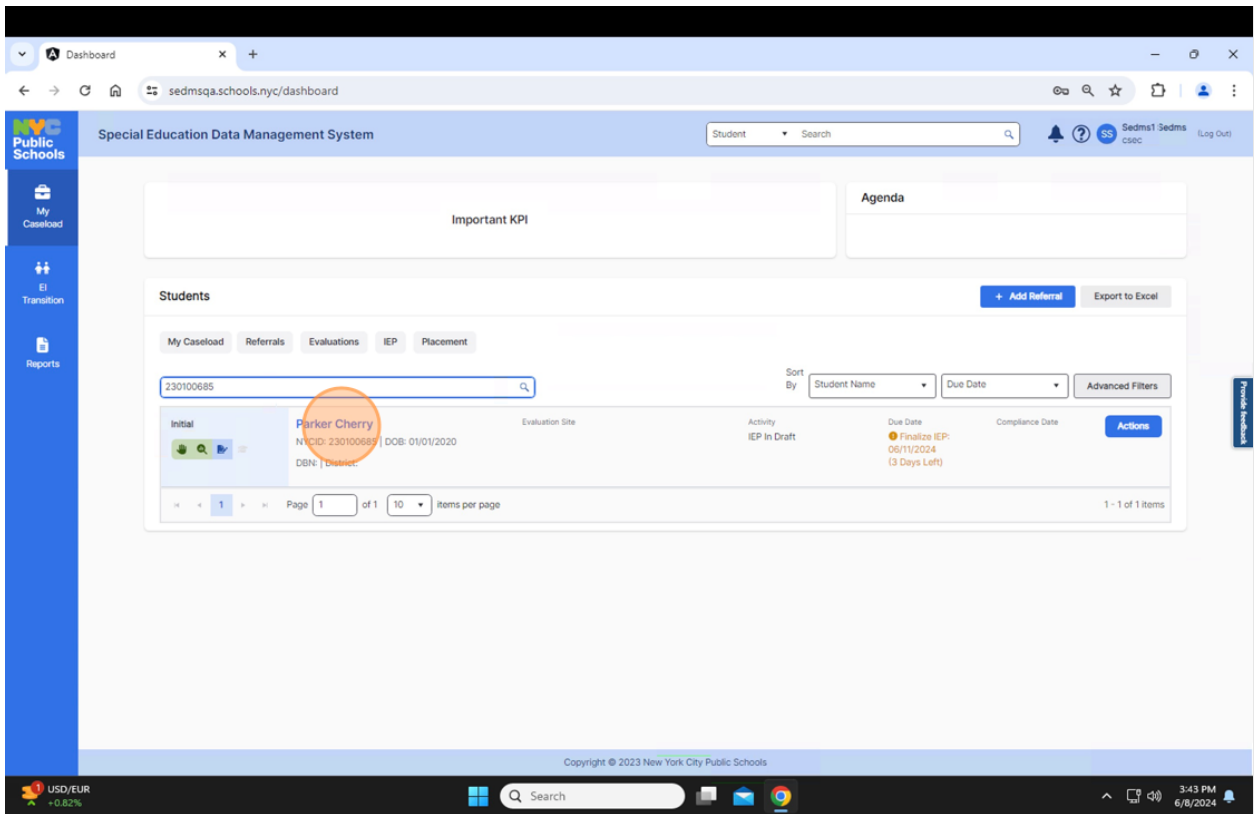 Dashboard
sedmsqa.schools.nyc/dashboard
NYC
Public
Schools
Special Education Data Management System
Student
Search
SS
Sedms1 Sedms
csec
(Log Out)
My
Caseload
EI
Transition
Reports
Important KPI
Agenda
Students
+ Add Referral
Export to Excel
My Caseload
Referrals
Evaluations
IEP
Placement
230100685
Sort
By
Student Name
Due Date
Advanced Filters
Initial
Parker Cherry
NYCID: 230100685 | DOB: 01/01/2020
DBN: | District:
Evaluation Site
Activity
IEP In Draft
Due Date
Finalize IEP:
06/11/2024
(3 Days Left)
Compliance Date
Actions
1
Page 1 of 1 10 items per page
1 - 1 of 1 items
Provide feedback
Copyright © 2023 New York City Public Schools
1
USD/EUR
+0.82%
Search
3:43 PM
6/8/2024